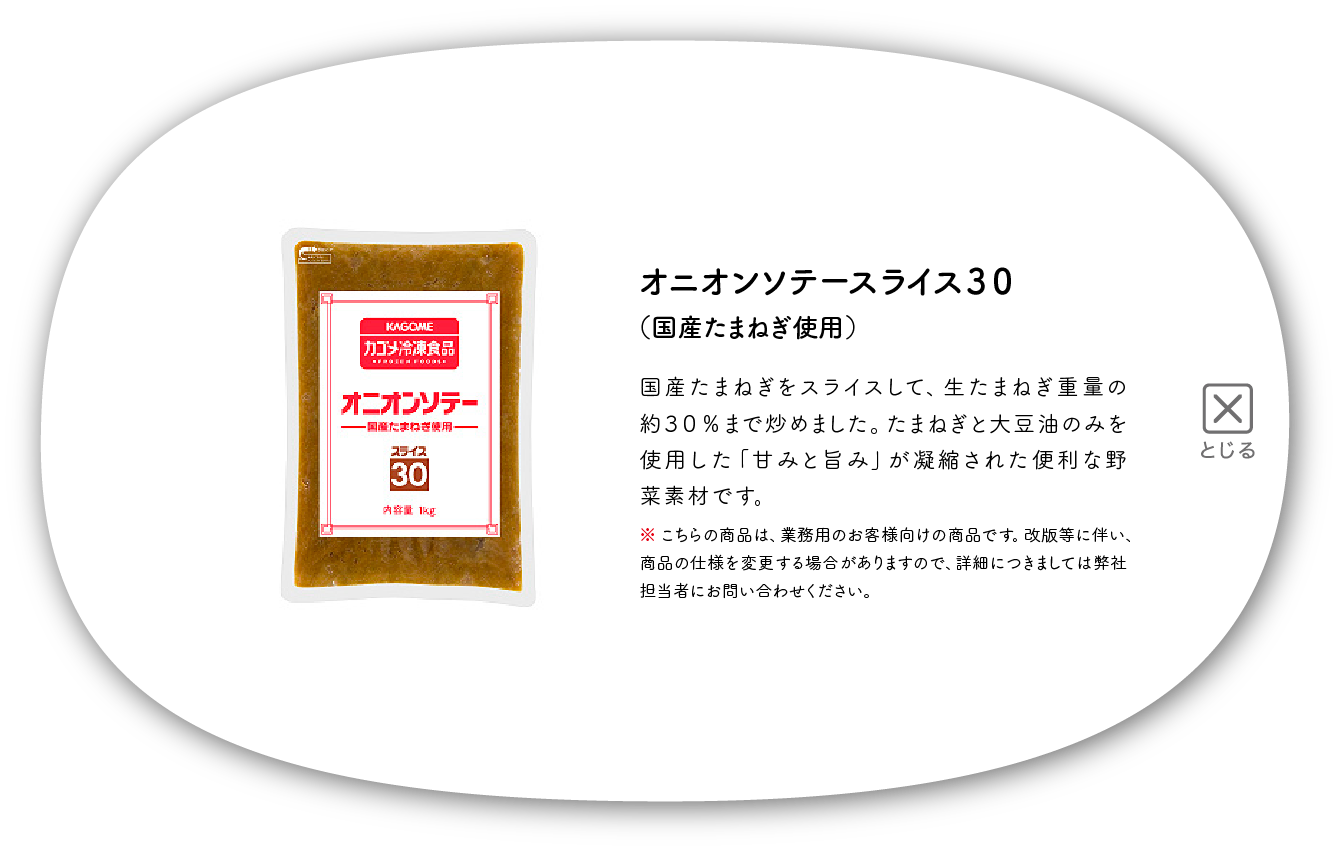 KAGOME
カゴメ冷凍食品
オニオンソテー
国産たまねぎ使用
スライス
30
内容量 1kg
オニオンソテースライス30
（国産たまねぎ使用）
国産たまねぎをスライスして、生たまねぎ重量の
約30％まで炒めました。たまねぎと大豆油のみを
使用した「甘みと旨み」が凝縮された便利な野
菜素材です。
※ こちらの商品は、業務用のお客様向けの商品です。改版等に伴い、
商品の仕様を変更する場合がありますので、詳細につきましては弊社
担当者にお問い合わせください。
とじる